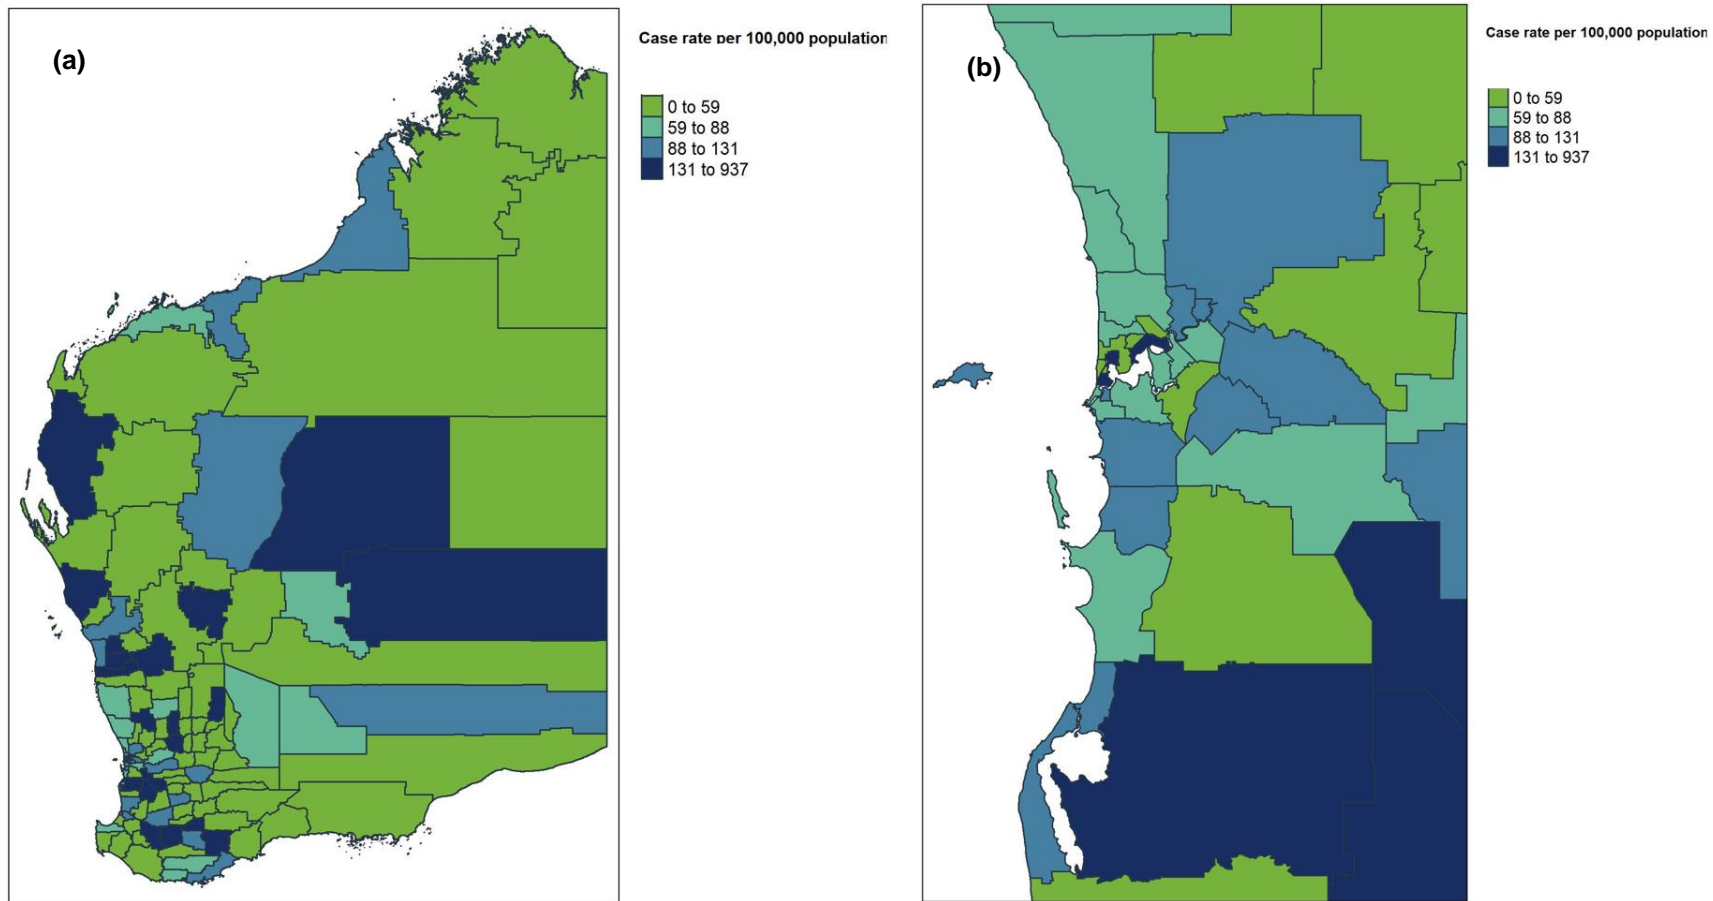 (a)
Case rate per 100,000 population
0 to 59
59 to 88
88 to 131
131 to 937
(b)
Case rate per 100,000 population
0 to 59
59 to 88
88 to 131
131 to 937